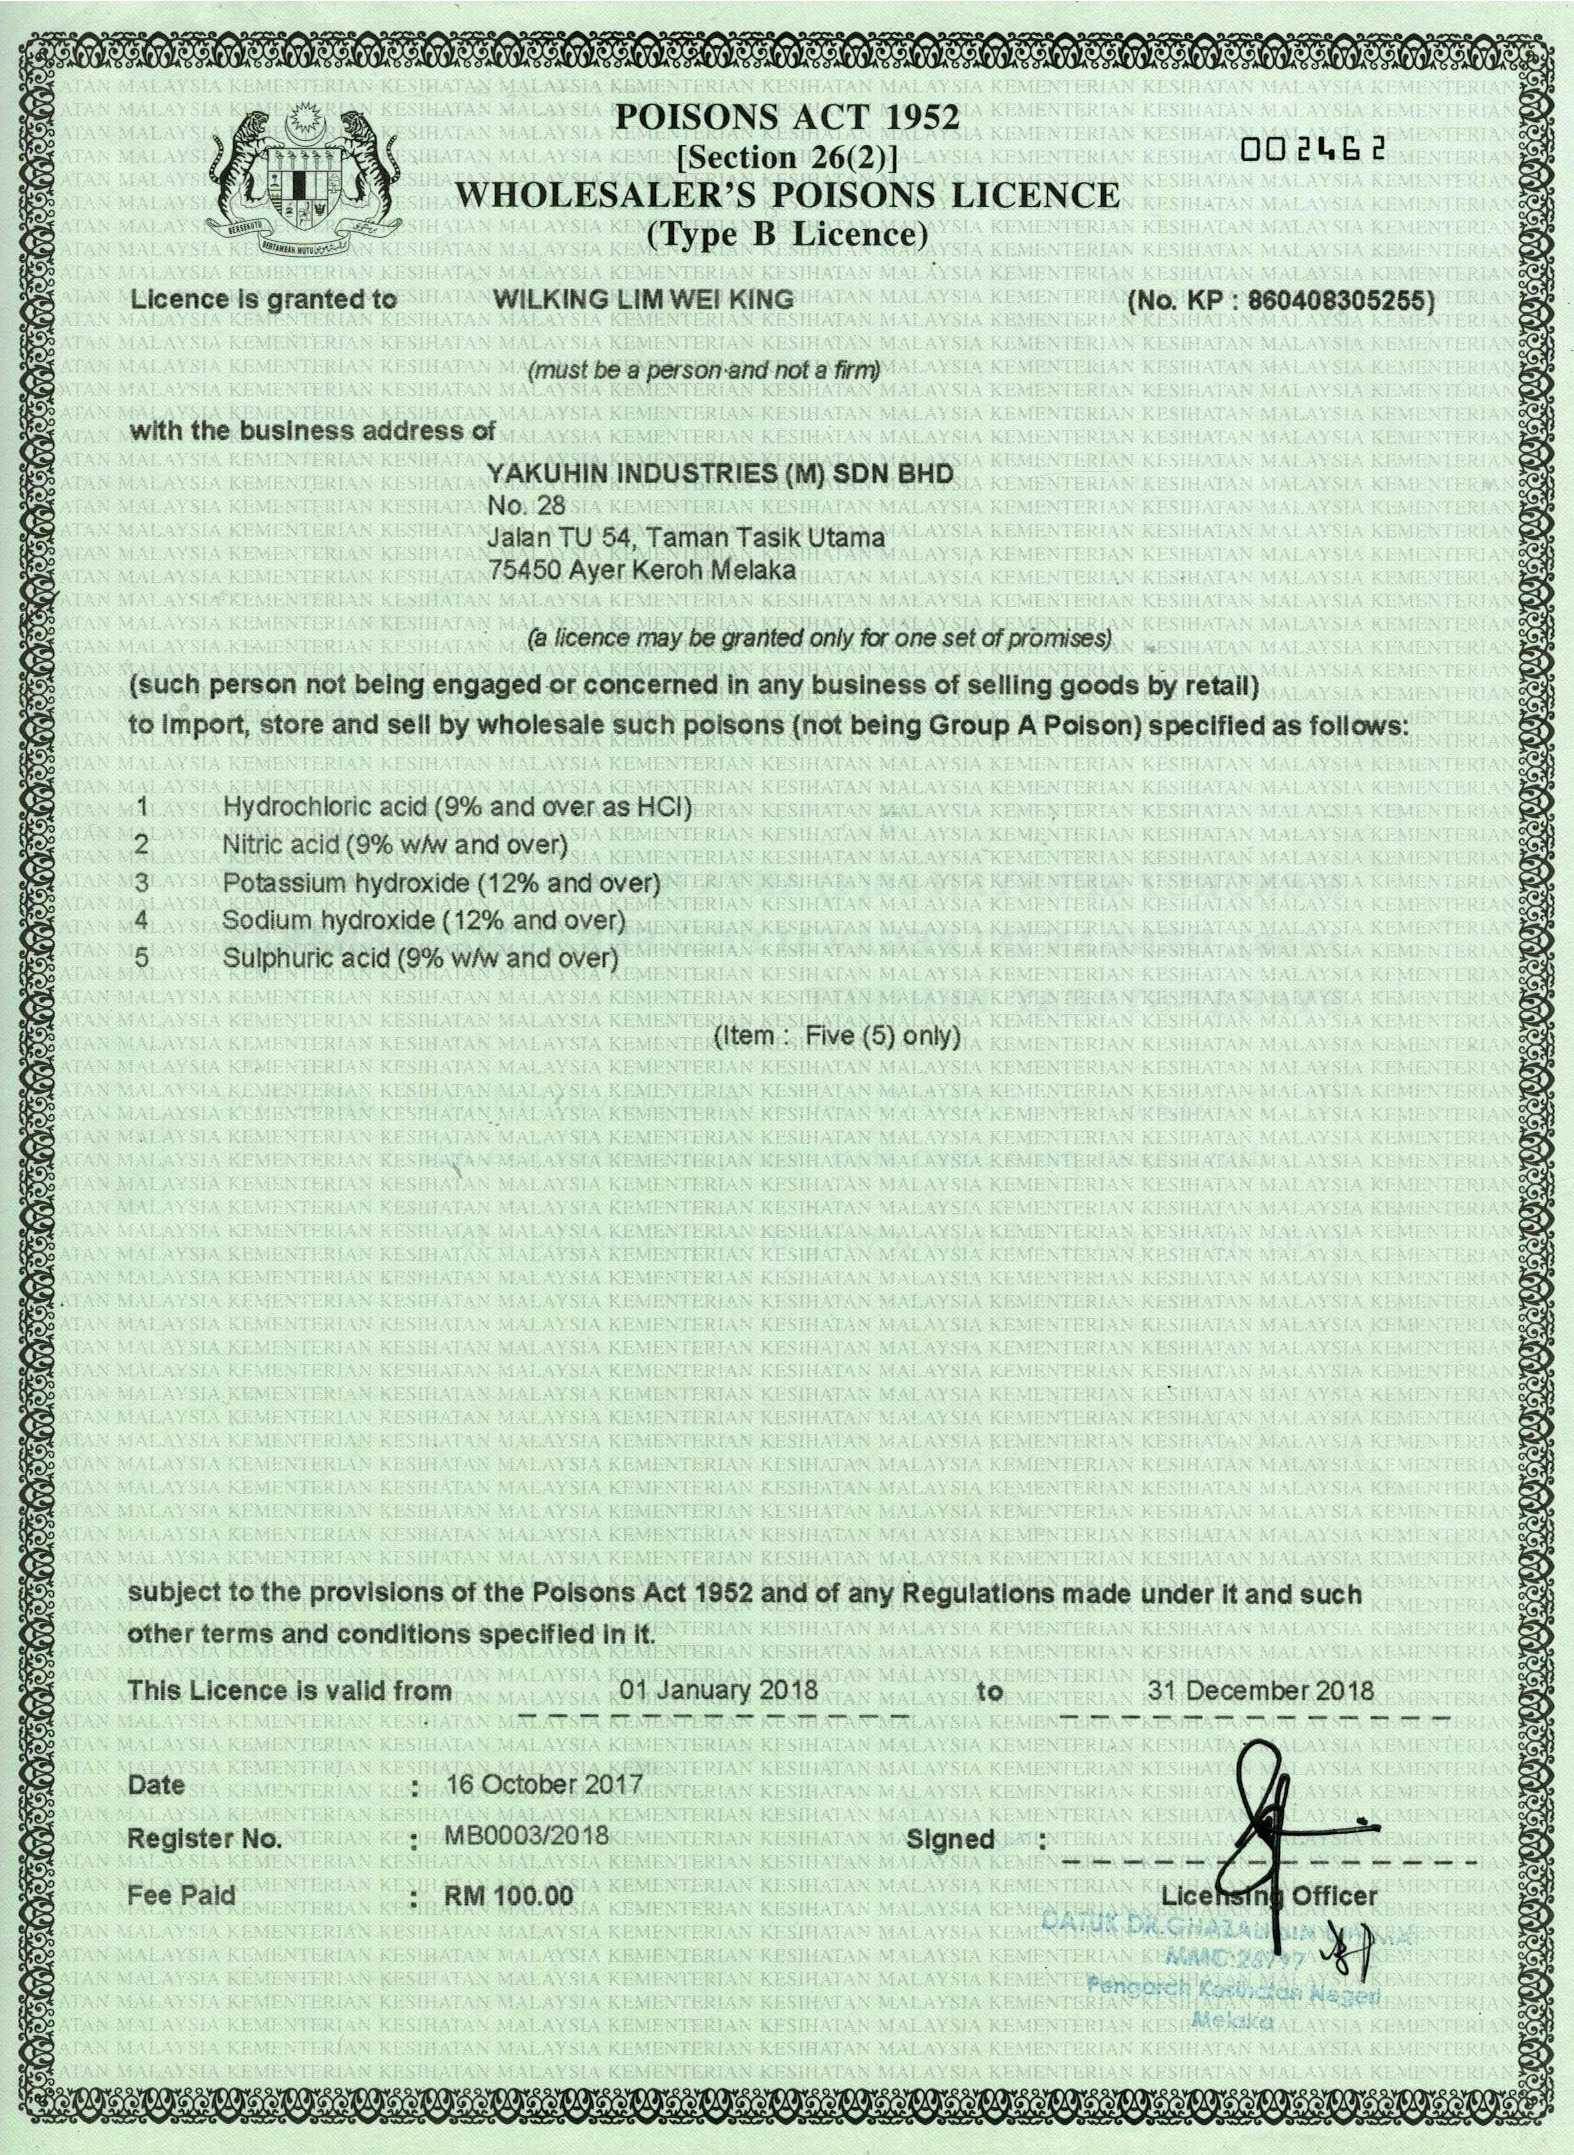 POISONS ACT 1952
[Section 26(2)]
002462
WHOLESALER'S POISONS LICENCE
(Type B Licence)
BERSEKUTU
BERTAMBAH MUTU
Licence is granted to WILKING LIM WEI KING (No. KP : 860408305255)
(must be a person and not a firm)
with the business address of
YAKUHIN INDUSTRIES (M) SDN BHD
No. 28
Jalan TU 54, Taman Tasik Utama
75450 Ayer Keroh Melaka
(a licence may be granted only for one set of promises)
(such person not being engaged or concerned in any business of selling goods by retail)
to import, store and sell by wholesale such poisons (not being Group A Poison) specified as follows:
1 Hydrochloric acid (9% and over as HCl)
2 Nitric acid (9% w/w and over)
3 Potassium hydroxide (12% and over)
4 Sodium hydroxide (12% and over)
5 Sulphuric acid (9% w/w and over)
(Item : Five (5) only)
subject to the provisions of the Poisons Act 1952 and of any Regulations made under it and such
other terms and conditions specified in it.
This Licence is valid from 01 January 2018 to 31 December 2018
Date : 16 October 2017
Register No. : MB0003/2018
Signed :
Fee Paid : RM 100.00
Licensing Officer
DATUK DR.
MMC:26797
Pengarah Kesihatan Negeri
Melaka